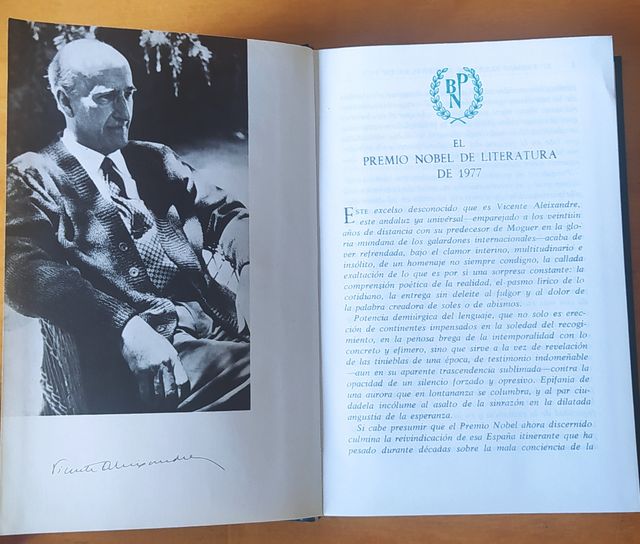 Vicente Aleixandre
BPN
EL
PREMIO NOBEL DE LITERATURA
DE 1977
ESTE excelso desconocido que es Vicente Aleixandre,
este andaluz ya universal—emparejado a los veintiún
años de distancia con su predecesor de Moguer en la glo-
ria mundana de los galardones internacionales—acaba de
ver refrendada, bajo el clamor interino, multitudinario e
insólito, de un homenaje no siempre condigno, la callada
exaltación de lo que es por sí una sorpresa constante: la
comprensión poética de la realidad, el pasmo lírico de lo
cotidiano, la entrega sin deleite al fulgor y al dolor de
la palabra creadora de soles o de abismos.
Potencia demiúrgica del lenguaje, que no sólo es erec-
ción de continentes impensados en la soledad del recogi-
miento, en la penosa brega de la intemporalidad con lo
concreto y efímero, sino que sirve a la vez de revelación
de las tinieblas de una época, de testimonio indomeñable
—aun en su aparente trascendencia sublimada—contra la
opacidad de un silencio forzado y opresivo. Epifanía de
una aurora que en lontananza se columbra, y al par ciu-
dadela incólume al asalto de la sinrazón en la dilatada
angustia de la esperanza.
Si cabe presumir que el Premio Nobel ahora discernido
culmina la reivindicación de esa España itinerante que ha
pesado durante décadas sobre la mala conciencia de la